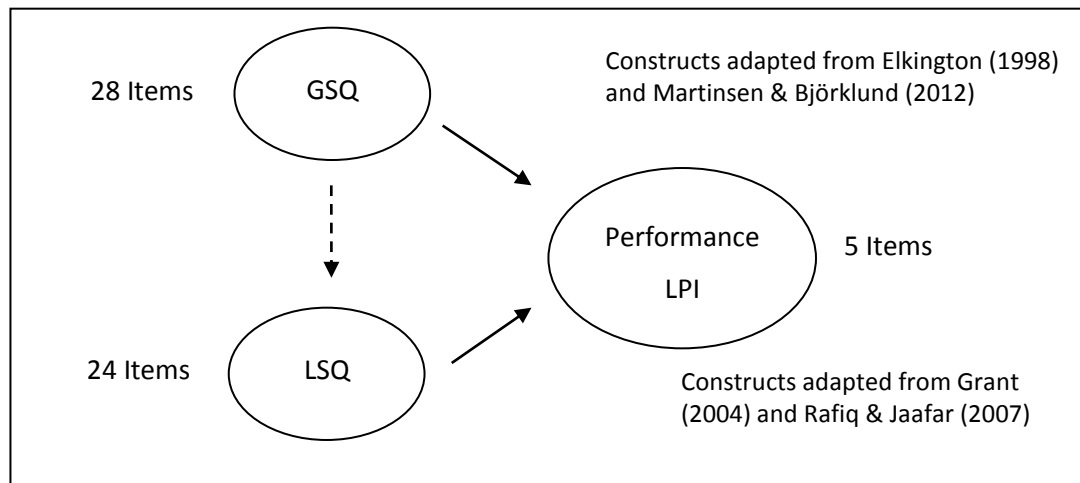 28 Items
GSQ
Constructs adapted from Elkington (1998)
and Martinsen & Björklund (2012)
Performance
LPI
5 Items
24 Items
LSQ
Constructs adapted from Grant
(2004) and Rafiq & Jaafar (2007)